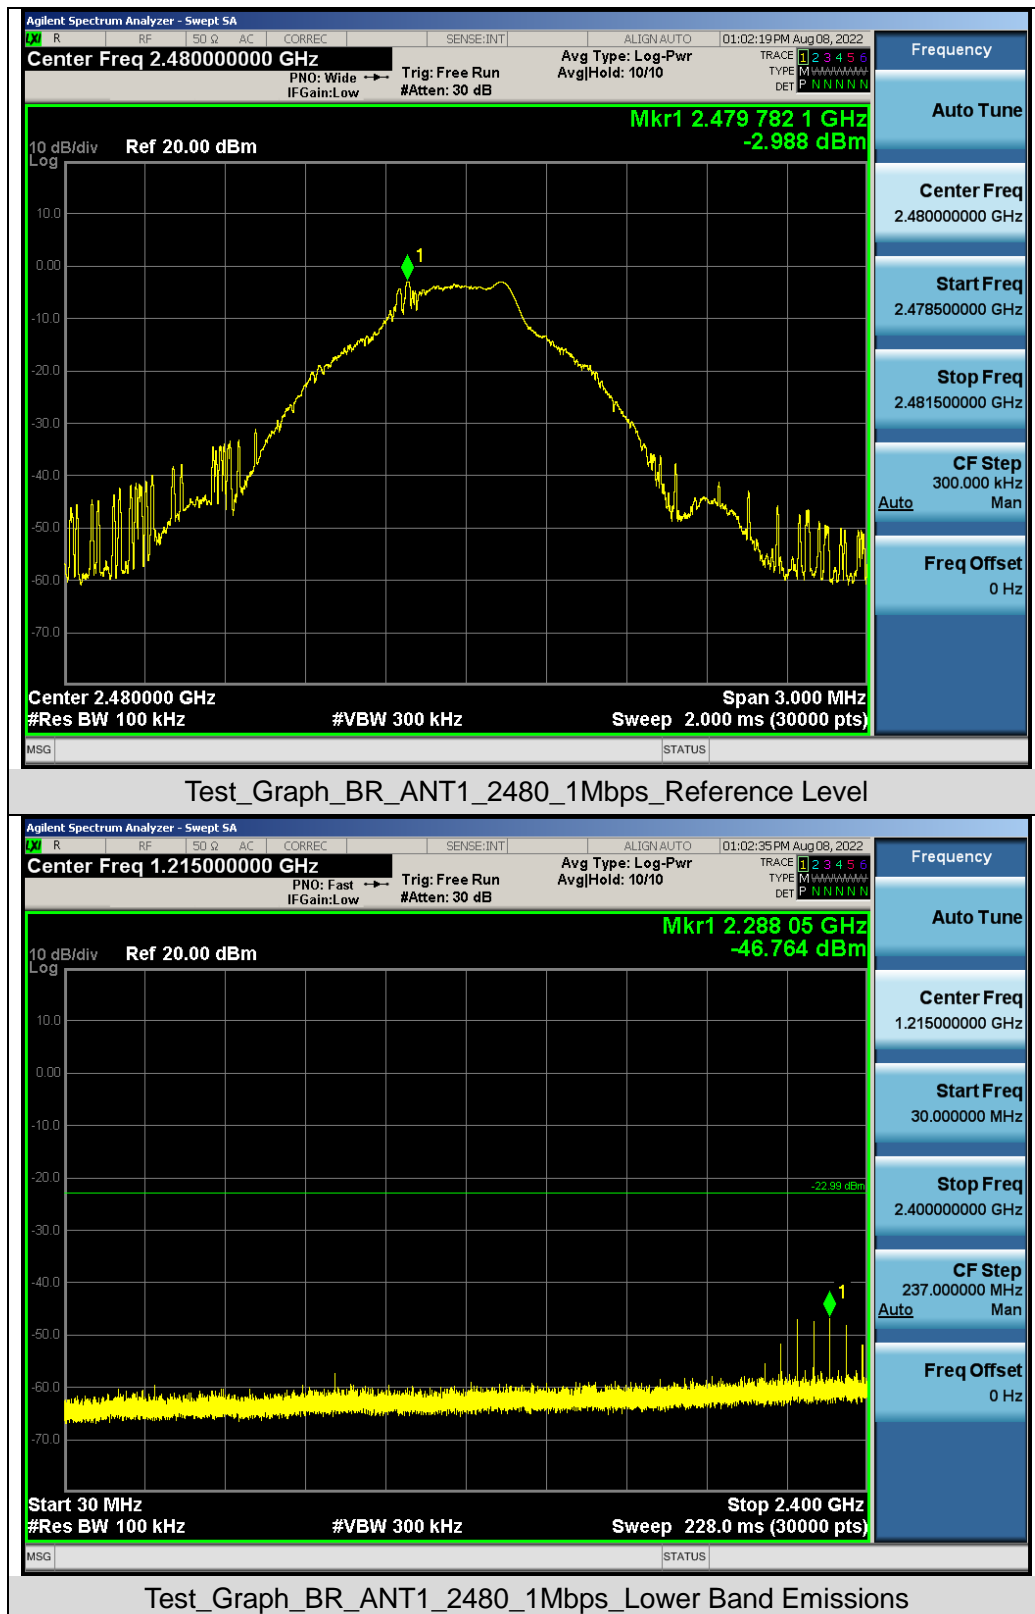 Agilent Spectrum Analyzer - Swept SA
LXI R RF 50 Ω AC CORREC SENSE:INT ALIGN AUTO 01:02:19 PM Aug 08, 2022
Center Freq 2.480000000 GHz
PNO: Wide
IFGain:Low
Trig: Free Run
#Atten: 30 dB
Avg Type: Log-Pwr
Avg|Hold: 10/10
TRACE 1 2 3 4 5 6
TYPE M
DET P N N N N N
Mkr1 2.479 782 1 GHz
-2.988 dBm
10 dB/div Ref 20.00 dBm
Log
10.0
0.00
-10.0
-20.0
-30.0
-40.0
-50.0
-60.0
-70.0
1
Center 2.480000 GHz Span 3.000 MHz
#Res BW 100 kHz #VBW 300 kHz Sweep 2.000 ms (30000 pts)
MSG STATUS
Frequency
Auto Tune
Center Freq
2.480000000 GHz
Start Freq
2.478500000 GHz
Stop Freq
2.481500000 GHz
CF Step
300.000 kHz
Auto Man
Freq Offset
0 Hz
Test_Graph_BR_ANT1_2480_1Mbps_Reference Level
Agilent Spectrum Analyzer - Swept SA
LXI R RF 50 Ω AC CORREC SENSE:INT ALIGN AUTO 01:02:35 PM Aug 08, 2022
Center Freq 1.215000000 GHz
PNO: Fast
IFGain:Low
Trig: Free Run
#Atten: 30 dB
Avg Type: Log-Pwr
Avg|Hold: 10/10
TRACE 1 2 3 4 5 6
TYPE M
DET P N N N N N
Mkr1 2.288 05 GHz
-46.764 dBm
10 dB/div Ref 20.00 dBm
Log
10.0
0.00
-10.0
-20.0
-30.0
-40.0
-50.0
-60.0
-70.0
-22.99 dBm
1
Start 30 MHz Stop 2.400 GHz
#Res BW 100 kHz #VBW 300 kHz Sweep 228.0 ms (30000 pts)
MSG STATUS
Frequency
Auto Tune
Center Freq
1.215000000 GHz
Start Freq
30.000000 MHz
Stop Freq
2.400000000 GHz
CF Step
237.000000 MHz
Auto Man
Freq Offset
0 Hz
Test_Graph_BR_ANT1_2480_1Mbps_Lower Band Emissions